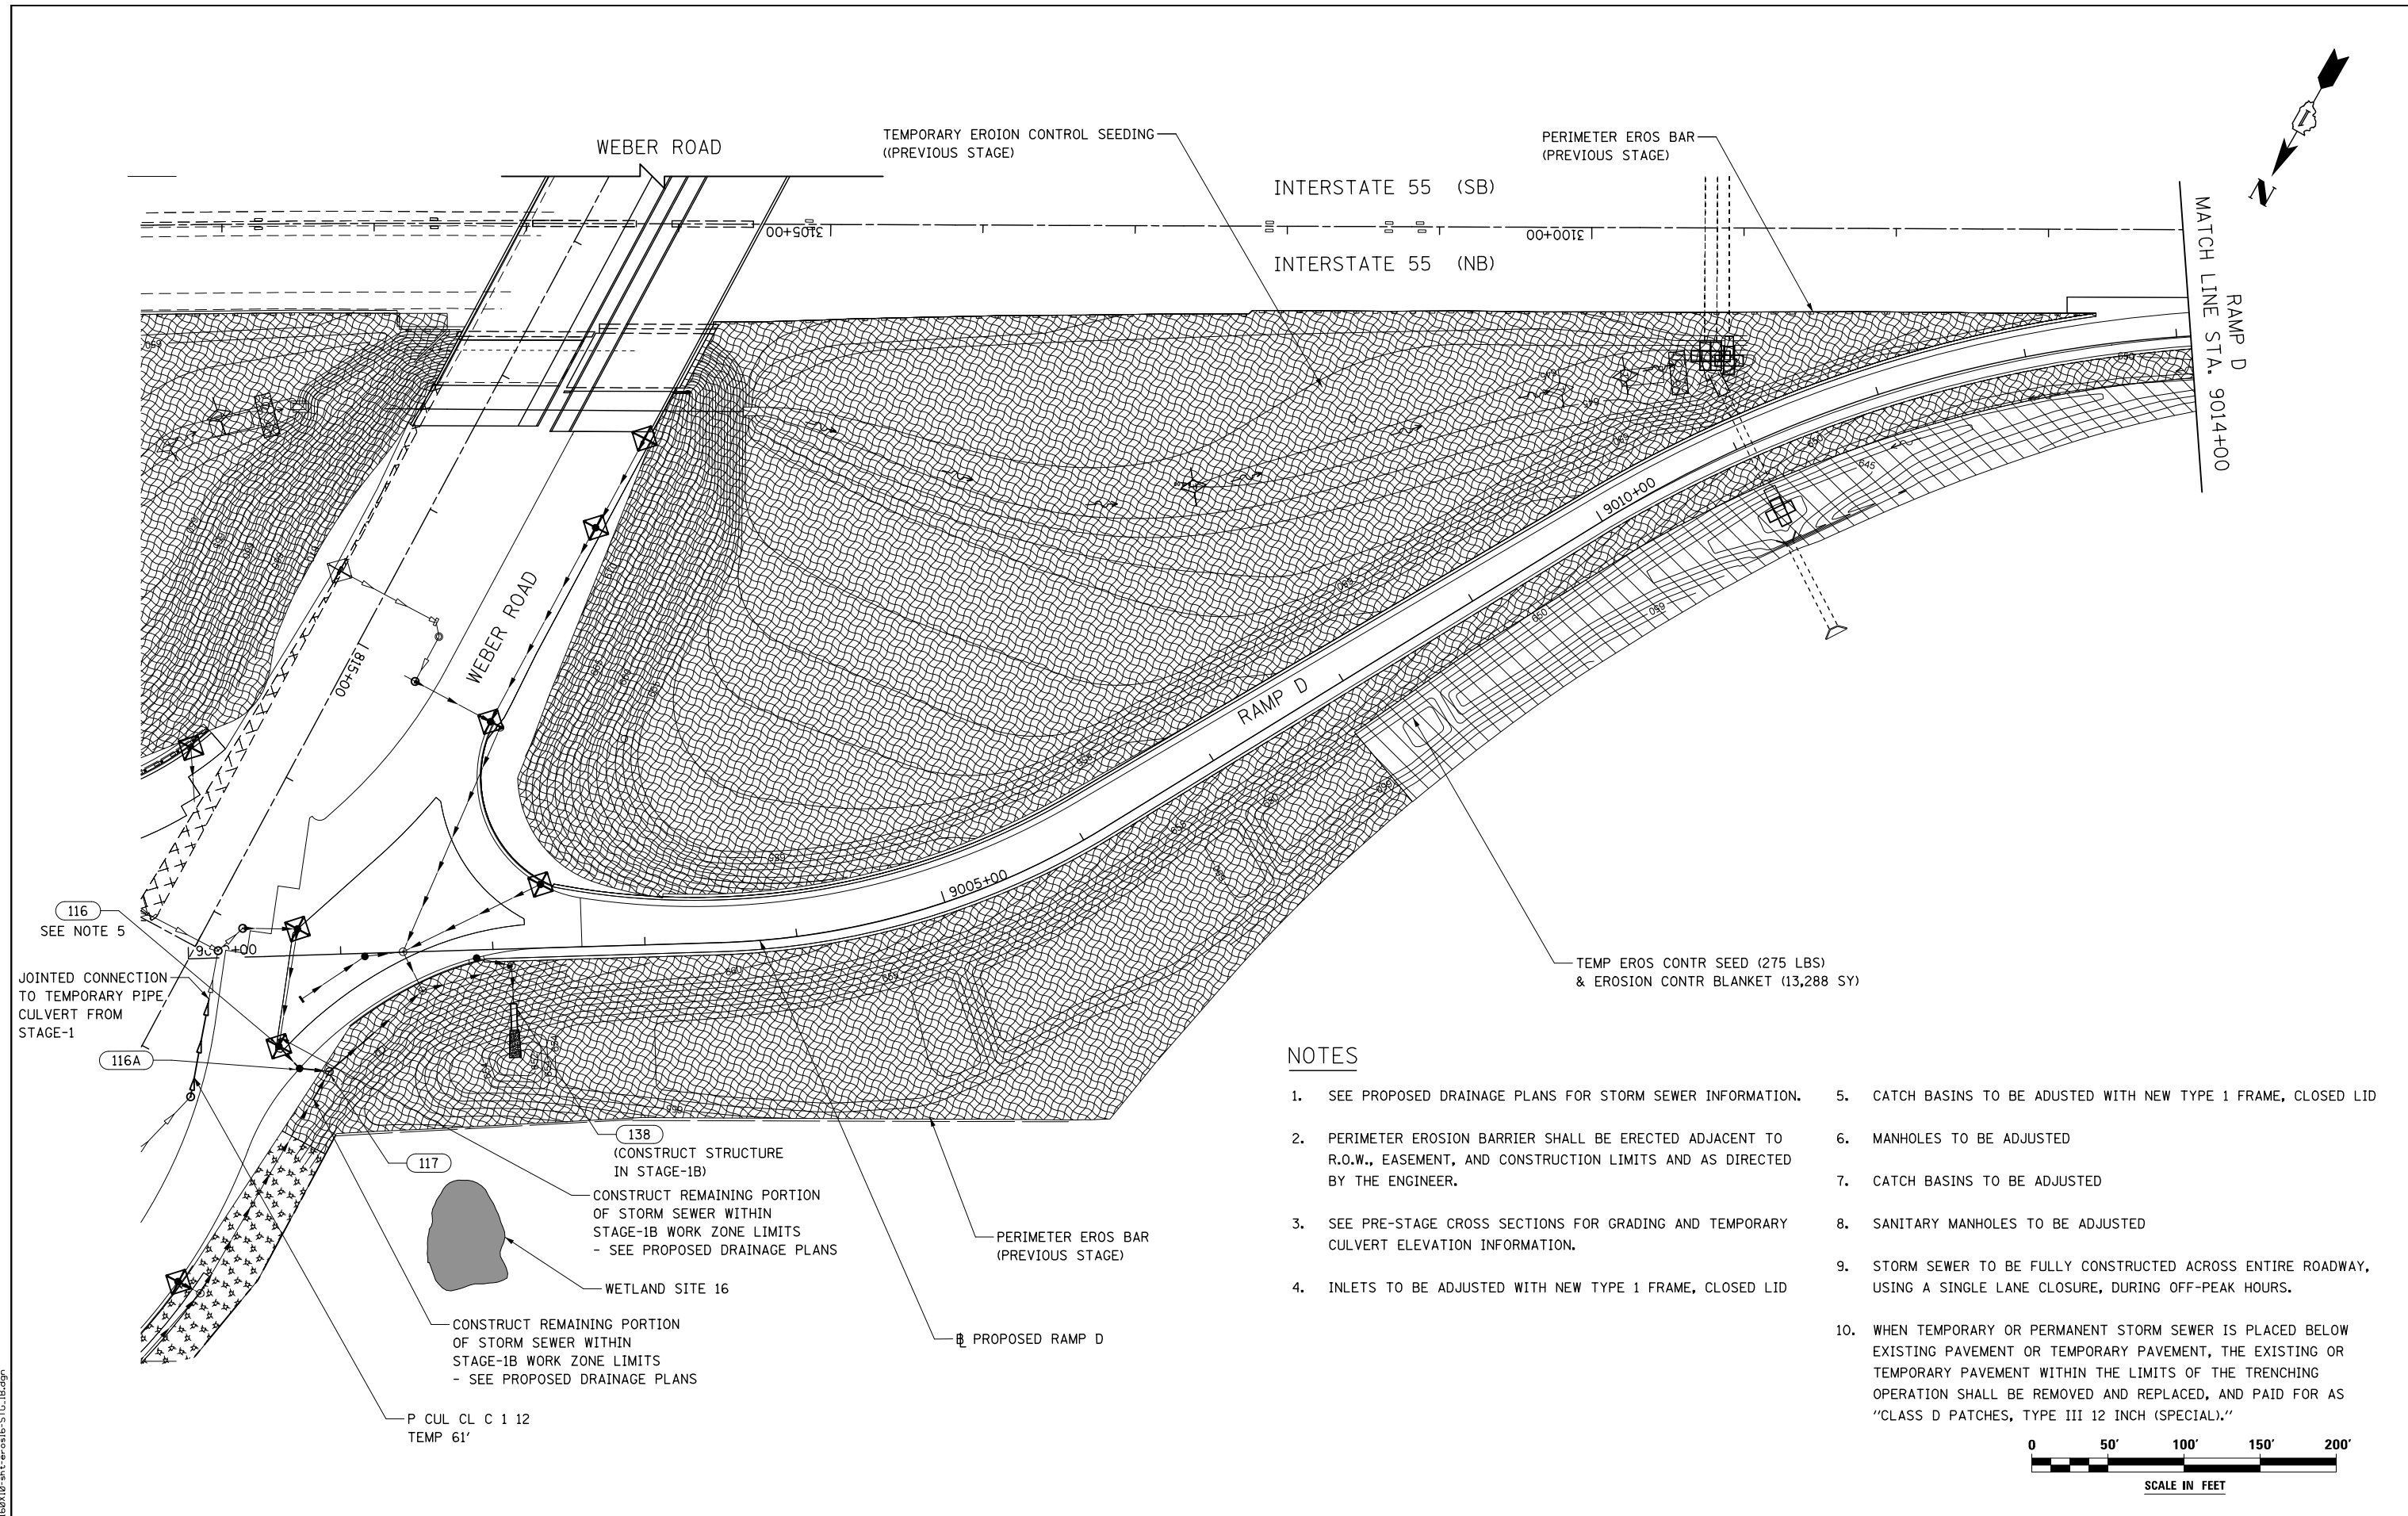 WEBER ROAD
TEMPORARY EROION CONTROL SEEDING
((PREVIOUS STAGE)
PERIMETER EROS BAR
(PREVIOUS STAGE)
INTERSTATE 55 (SB)
3105+00
3100+00
INTERSTATE 55 (NB)
N
RAMP D
MATCH LINE STA. 9014+00
9010+00
WEBER ROAD
815+00
RAMP D
9005+00
116
SEE NOTE 5
JOINTED CONNECTION
TO TEMPORARY PIPE
CULVERT FROM
STAGE-1
116A
TEMP EROS CONTR SEED (275 LBS)
& EROSION CONTR BLANKET (13,288 SY)
138
(CONSTRUCT STRUCTURE
IN STAGE-1B)
117
CONSTRUCT REMAINING PORTION
OF STORM SEWER WITHIN
STAGE-1B WORK ZONE LIMITS
- SEE PROPOSED DRAINAGE PLANS
WETLAND SITE 16
PERIMETER EROS BAR
(PREVIOUS STAGE)
CONSTRUCT REMAINING PORTION
OF STORM SEWER WITHIN
STAGE-1B WORK ZONE LIMITS
- SEE PROPOSED DRAINAGE PLANS
℄ PROPOSED RAMP D
P CUL CL C 1 12
TEMP 61'
NOTES
1. SEE PROPOSED DRAINAGE PLANS FOR STORM SEWER INFORMATION.
2. PERIMETER EROSION BARRIER SHALL BE ERECTED ADJACENT TO
R.O.W., EASEMENT, AND CONSTRUCTION LIMITS AND AS DIRECTED
BY THE ENGINEER.
3. SEE PRE-STAGE CROSS SECTIONS FOR GRADING AND TEMPORARY
CULVERT ELEVATION INFORMATION.
4. INLETS TO BE ADJUSTED WITH NEW TYPE 1 FRAME, CLOSED LID
5. CATCH BASINS TO BE ADUSTED WITH NEW TYPE 1 FRAME, CLOSED LID
6. MANHOLES TO BE ADJUSTED
7. CATCH BASINS TO BE ADJUSTED
8. SANITARY MANHOLES TO BE ADJUSTED
9. STORM SEWER TO BE FULLY CONSTRUCTED ACROSS ENTIRE ROADWAY,
USING A SINGLE LANE CLOSURE, DURING OFF-PEAK HOURS.
10. WHEN TEMPORARY OR PERMANENT STORM SEWER IS PLACED BELOW
EXISTING PAVEMENT OR TEMPORARY PAVEMENT, THE EXISTING OR
TEMPORARY PAVEMENT WITHIN THE LIMITS OF THE TRENCHING
OPERATION SHALL BE REMOVED AND REPLACED, AND PAID FOR AS
"CLASS D PATCHES, TYPE III 12 INCH (SPECIAL)."
0 50' 100' 150' 200'
SCALE IN FEET